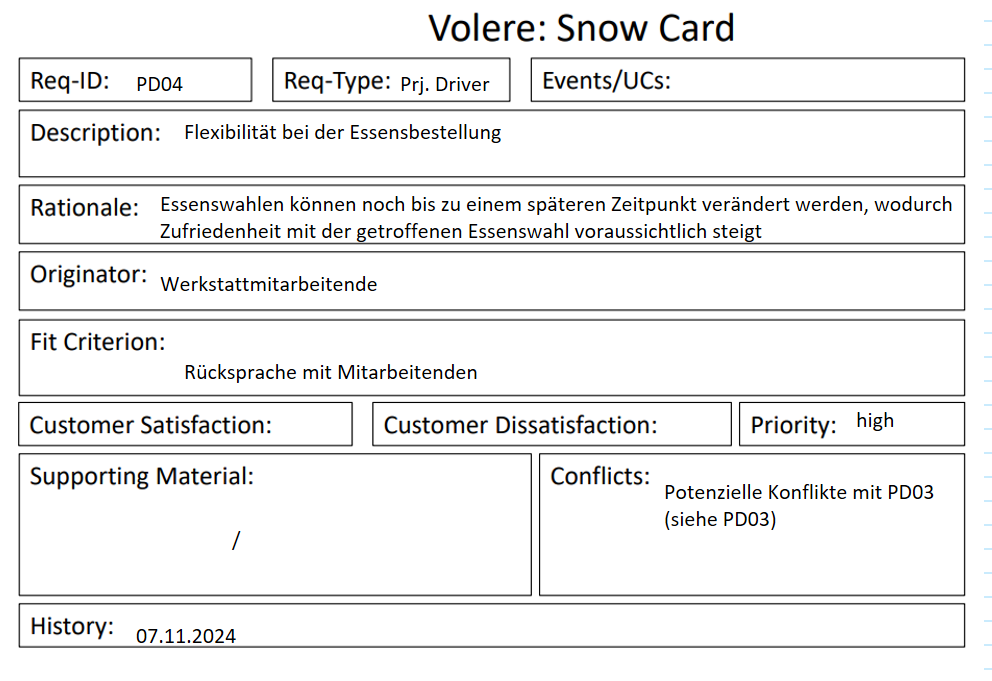 Volere: Snow Card
Req-ID: PD04
Req-Type: Prj. Driver
Events/UCs:
Description: Flexibilität bei der Essensbestellung
Rationale: Essenswahlen können noch bis zu einem späteren Zeitpunkt verändert werden, wodurch
Zufriedenheit mit der getroffenen Essenswahl voraussichtlich steigt
Originator: Werkstattmitarbeitende
Fit Criterion:
Rücksprache mit Mitarbeitenden
Customer Satisfaction:
Customer Dissatisfaction:
Priority: high
Supporting Material:
/
Conflicts: Potenzielle Konflikte mit PD03
(siehe PD03)
History: 07.11.2024